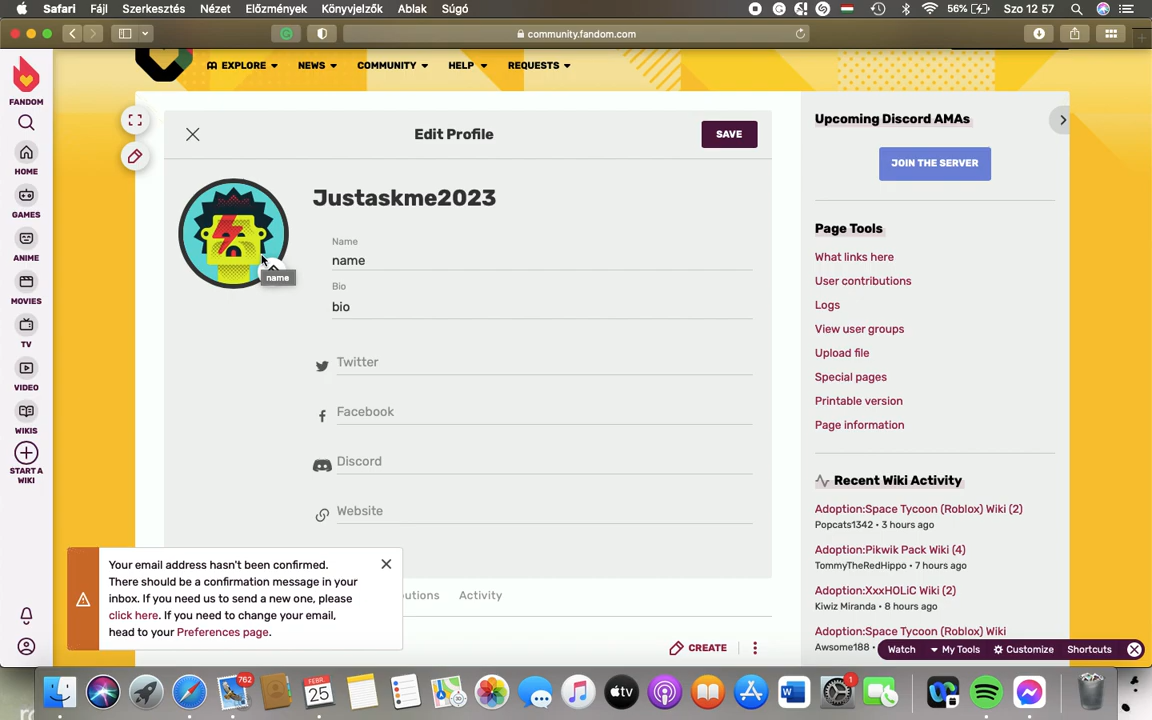 Safari Fájl Szerkesztés Nézet Előzmények Könyvjelzők Ablak Súgó 56% Szo 12 57
community.fandom.com
EXPLORE NEWS COMMUNITY HELP REQUESTS
FANDOM
HOME
GAMES
ANIME
MOVIES
TV
VIDEO
WIKIS
START A
WIKI
Edit Profile
SAVE
Justaskme2023
Name
name
name
Bio
bio
Twitter
Facebook
Discord
Website
Your email address hasn't been confirmed.
There should be a confirmation message in your
inbox. If you need us to send a new one, please
click here. If you need to change your email,
head to your Preferences page.
utions Activity
CREATE
Upcoming Discord AMAs
JOIN THE SERVER
Page Tools
What links here
User contributions
Logs
View user groups
Upload file
Special pages
Printable version
Page information
Recent Wiki Activity
Adoption:Space Tycoon (Roblox) Wiki (2)
Popcats1342 • 3 hours ago
Adoption:Pikwik Pack Wiki (4)
TommyTheRedHippo • 7 hours ago
Adoption:XxxHOLiC Wiki (2)
Kiwiz Miranda • 8 hours ago
Adoption:Space Tycoon (Roblox) Wiki
Awsome188 •
Watch My Tools Customize Shortcuts
762
FEBR.
25
tv
W
1